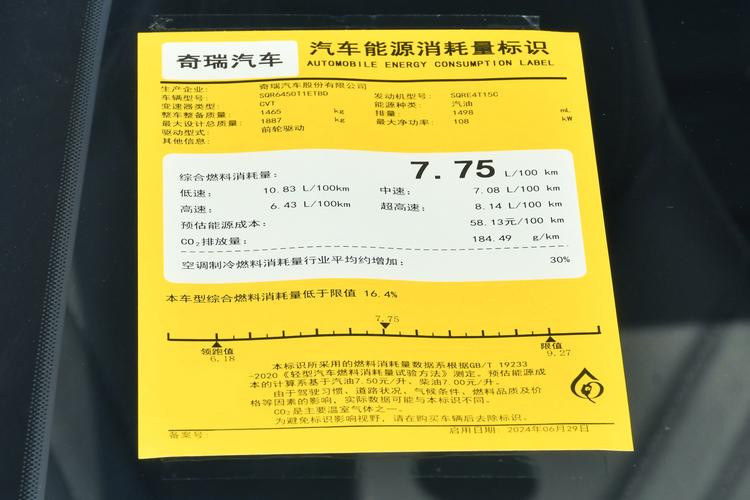 奇瑞汽车
汽车能源消耗量标识
AUTOMOBILE ENERGY CONSUMPTION LABEL
生产企业: 奇瑞汽车股份有限公司
车辆型号: SQR6450T1ETBD 发动机型号: SQRE4T15C
变速器类型: CVT 能源种类: 汽油
整车整备质量: 1465 kg 排量: 1498 mL
最大设计总质量: 1887 kg 最大净功率: 108 kW
驱动型式: 前轮驱动
其他信息:
综合燃料消耗量: 7.75 L/100 km
低速: 10.83 L/100km 中速: 7.08 L/100 km
高速: 6.43 L/100km 超高速: 8.14 L/100 km
预估能源成本: 58.13元/100 km
CO₂排放量: 184.49 g/km
空调制冷燃料消耗量行业平均约增加: 30%
本车型综合燃料消耗量低于限值 16.4%
7.75
领跑值 限值
6.18 9.27
本标识所采用的燃料消耗量数据系根据GB/T 19233
-2020《轻型汽车燃料消耗量试验方法》测定。预估能源成
本的计算系基于汽油7.50元/升、柴油7.00元/升。
由于驾驶习惯、道路状况、气候条件、燃料品质及价
格等因素的影响，实际数据可能与本标识不同。
CO₂是主要温室气体之一。
为避免标识影响视野，请在购买车辆后去除标识。
备案号: 启用日期: 2024年06月29日